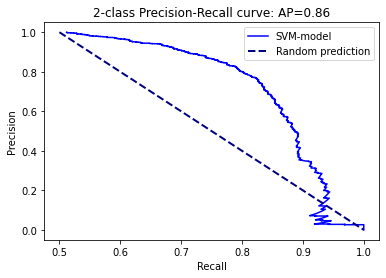 2-class Precision-Recall curve: AP=0.86
1.0
0.8
0.6
0.4
0.2
0.0
Precision
SVM-model
Random prediction
0.5
0.6
0.7
0.8
0.9
1.0
Recall